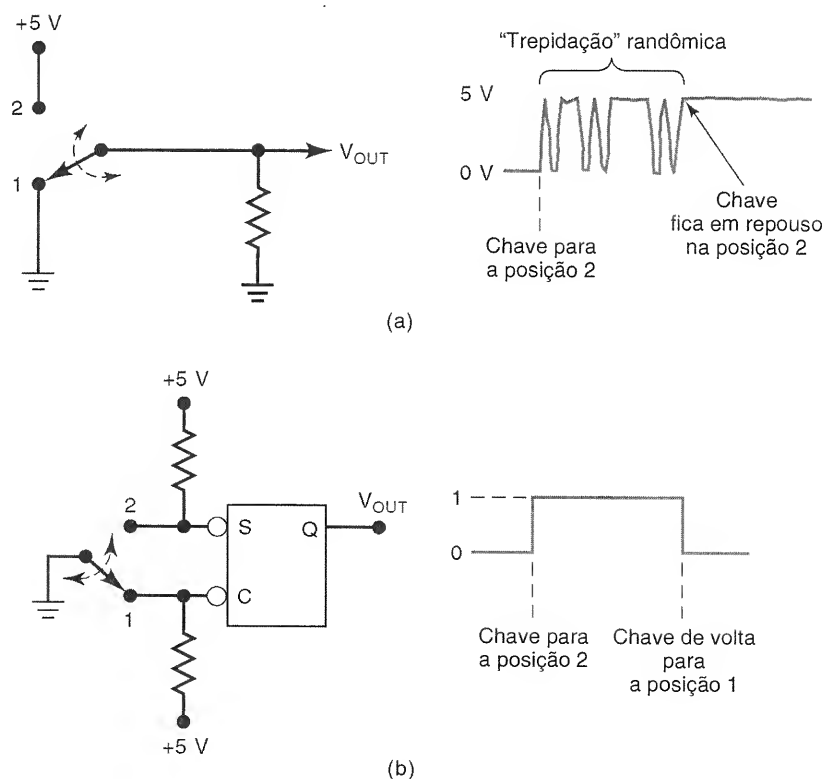 +5 V
2
1
V_OUT
"Trepidação" randômica
5 V
0 V
Chave para
a posição 2
Chave
fica em repouso
na posição 2
(a)
+5 V
2
S
Q
V_OUT
C
1
+5 V
1
0
Chave para
a posição 2
Chave de volta
para
a posição 1
(b)